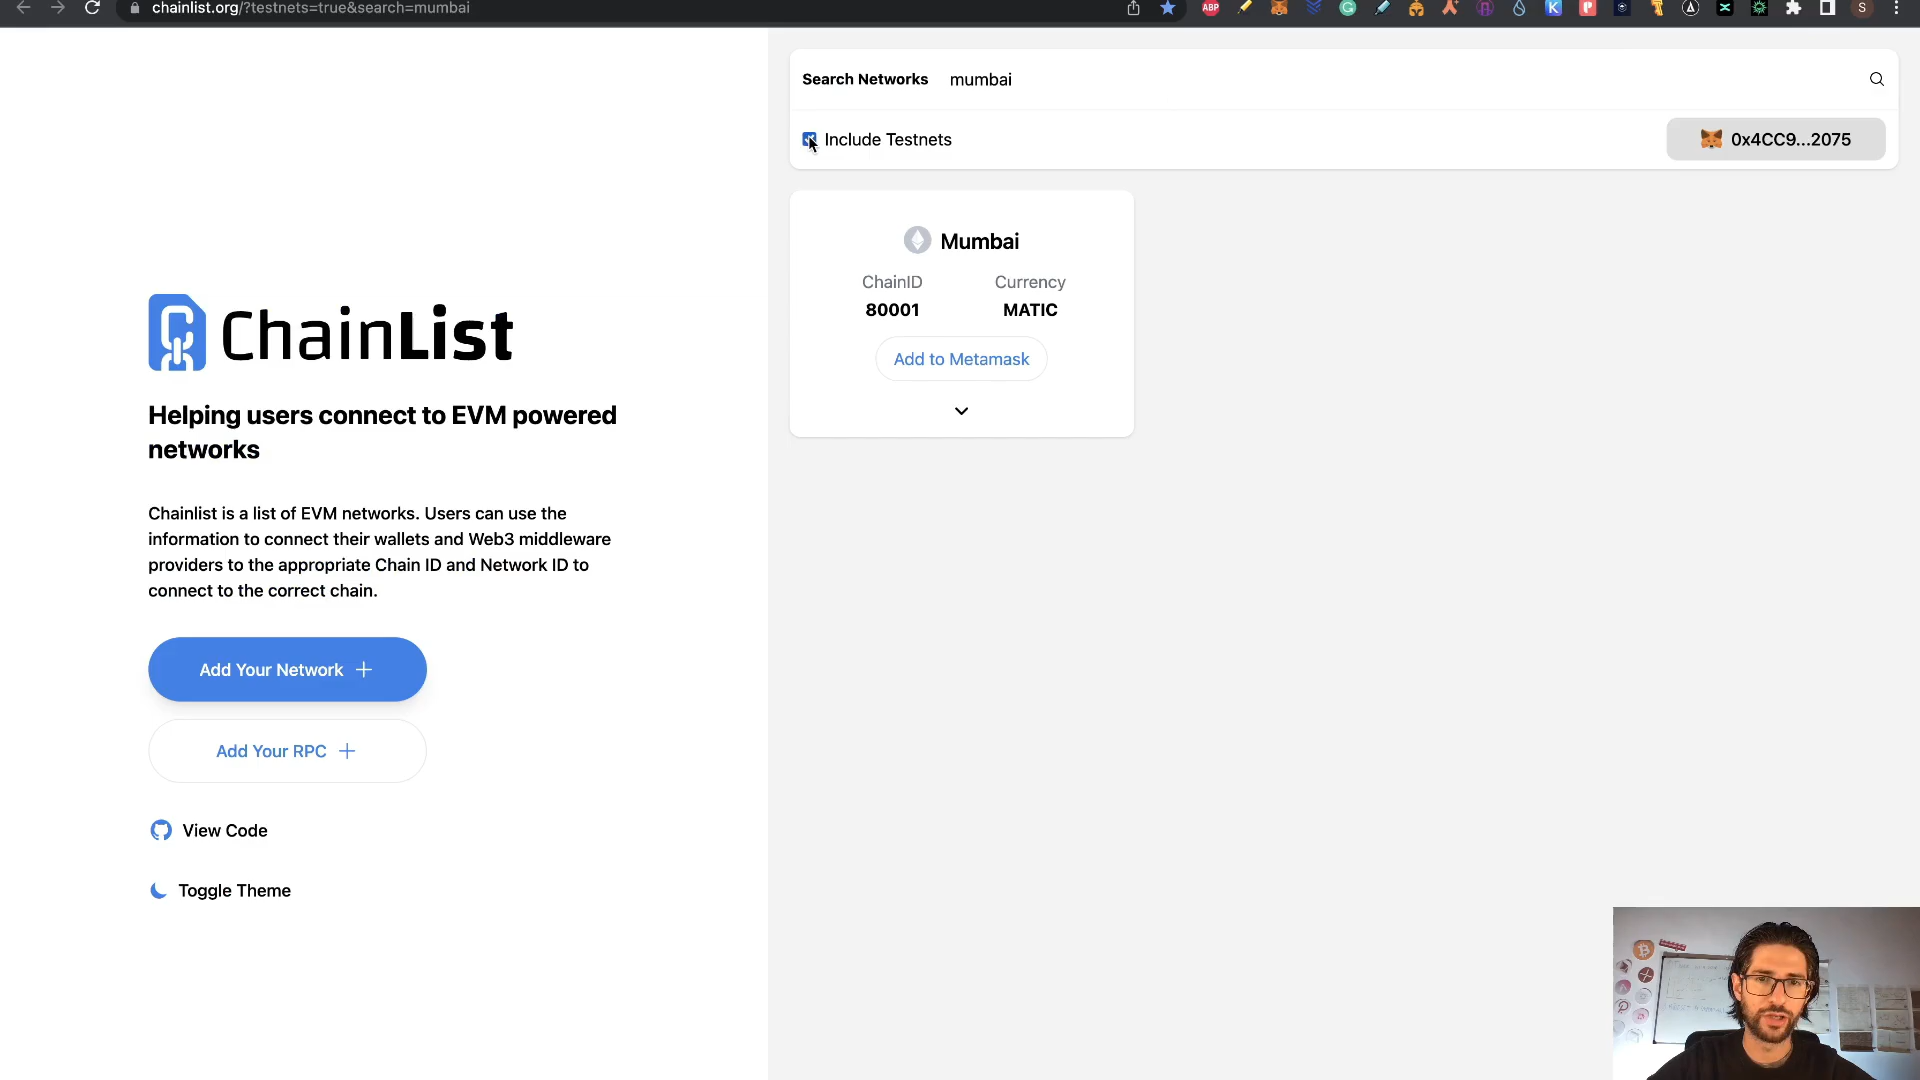 chainlist.org/?testnets=true&search=mumbai
ABP
S
Search Networks mumbai
Include Testnets
0x4CC9...2075
Mumbai
ChainID Currency
80001 MATIC
Add to Metamask
ChainList
Helping users connect to EVM powered
networks
Chainlist is a list of EVM networks. Users can use the
information to connect their wallets and Web3 middleware
providers to the appropriate Chain ID and Network ID to
connect to the correct chain.
Add Your Network
Add Your RPC
View Code
Toggle Theme